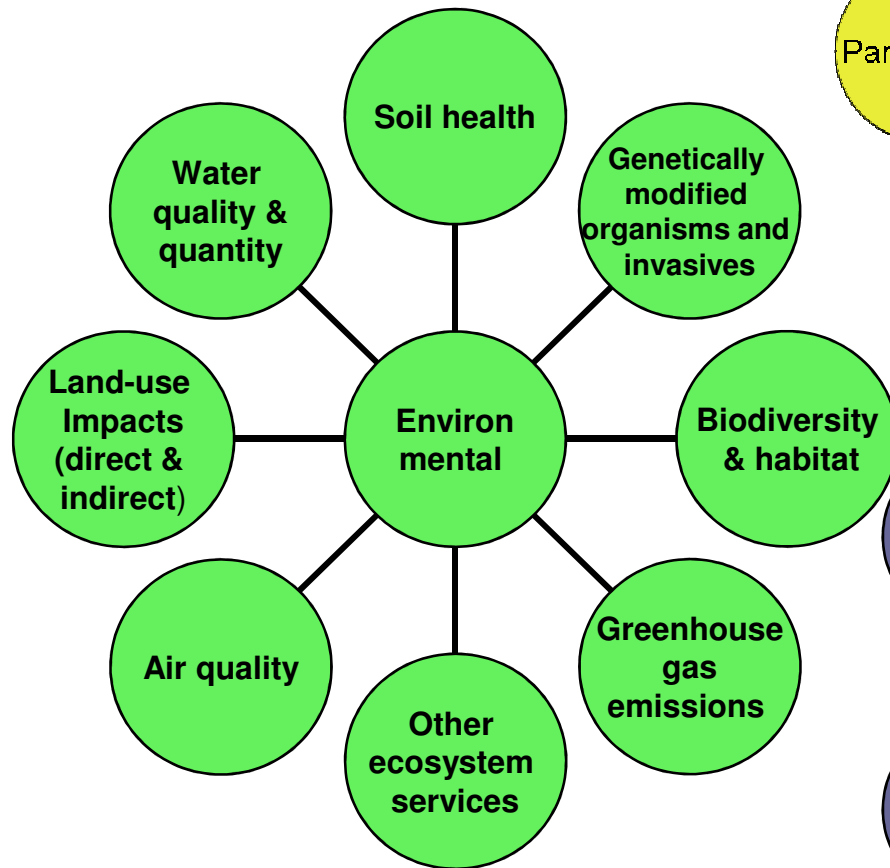 Par
Soil health
Genetically
modified
organisms and
invasives
Water
quality &
quantity
Land-use
Impacts
(direct &
indirect)
Environ
mental
Biodiversity
& habitat
Air quality
Greenhouse
gas
emissions
Other
ecosystem
services